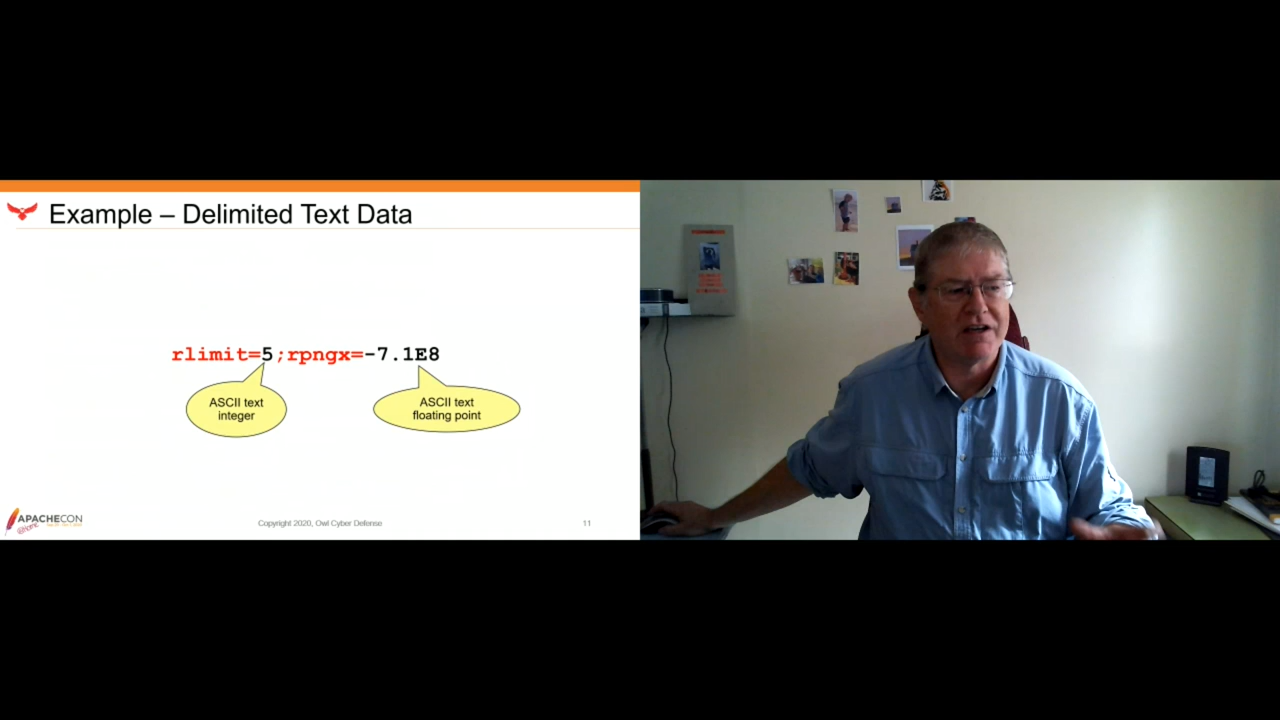 Example – Delimited Text Data
rlimit=5;rpngx=-7.1E8
ASCII text
integer
ASCII text
floating point
APACHECON
@home
Copyright 2020, Owl Cyber Defense
11